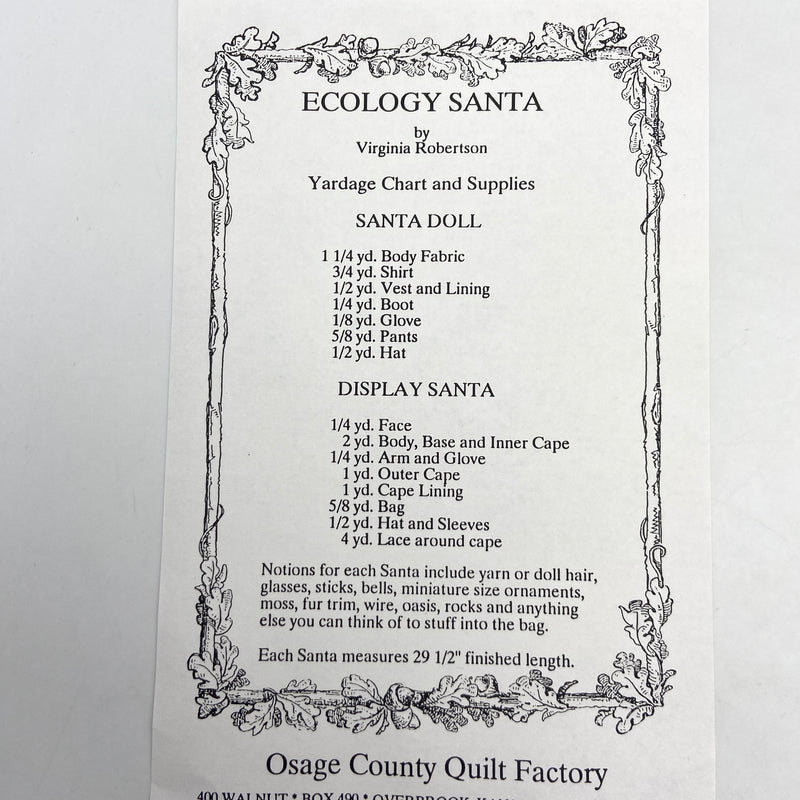 ECOLOGY SANTA
by
Virginia Robertson
Yardage Chart and Supplies
SANTA DOLL
1 1/4 yd. Body Fabric
3/4 yd. Shirt
1/2 yd. Vest and Lining
1/4 yd. Boot
1/8 yd. Glove
5/8 yd. Pants
1/2 yd. Hat
DISPLAY SANTA
1/4 yd. Face
2 yd. Body, Base and Inner Cape
1/4 yd. Arm and Glove
1 yd. Outer Cape
1 yd. Cape Lining
5/8 yd. Bag
1/2 yd. Hat and Sleeves
4 yd. Lace around cape
Notions for each Santa include yarn or doll hair,
glasses, sticks, bells, miniature size ornaments,
moss, fur trim, wire, oasis, rocks and anything
else you can think of to stuff into the bag.
Each Santa measures 29 1/2" finished length.
Osage County Quilt Factory
400 WALNUT * BOX 490 * OVERBROOK,